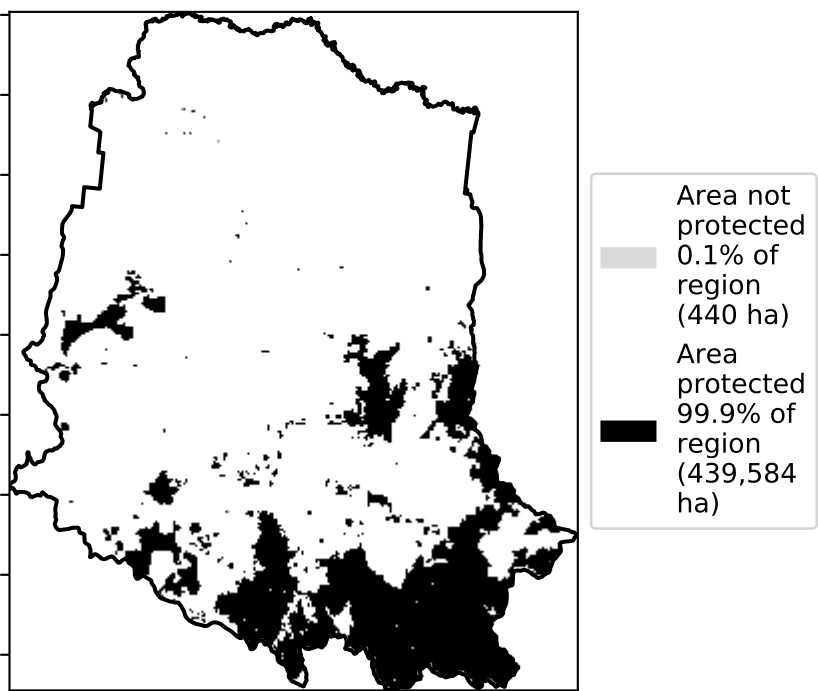 Area not
protected
0.1% of
region
(440 ha)
Area
protected
99.9% of
region
(439,584
ha)